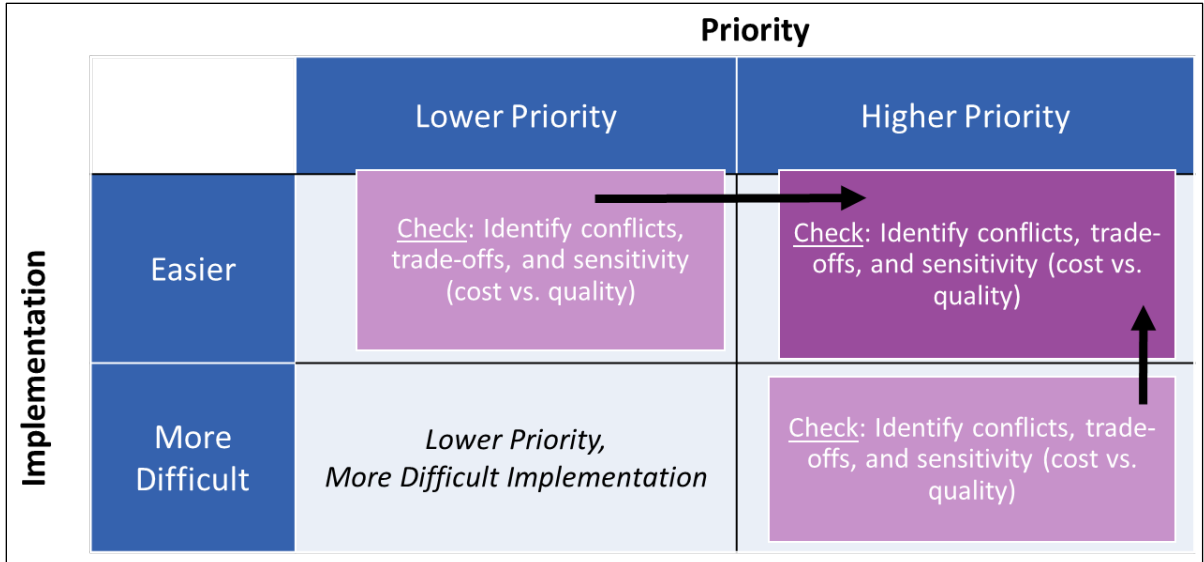 Priority
Lower Priority
Higher Priority
Implementation
Easier
Check: Identify conflicts,
trade-offs, and sensitivity
(cost vs. quality)
Check: Identify conflicts, trade-
offs, and sensitivity (cost vs.
quality)
More
Difficult
Lower Priority,
More Difficult Implementation
Check: Identify conflicts, trade-
offs, and sensitivity (cost vs.
quality)